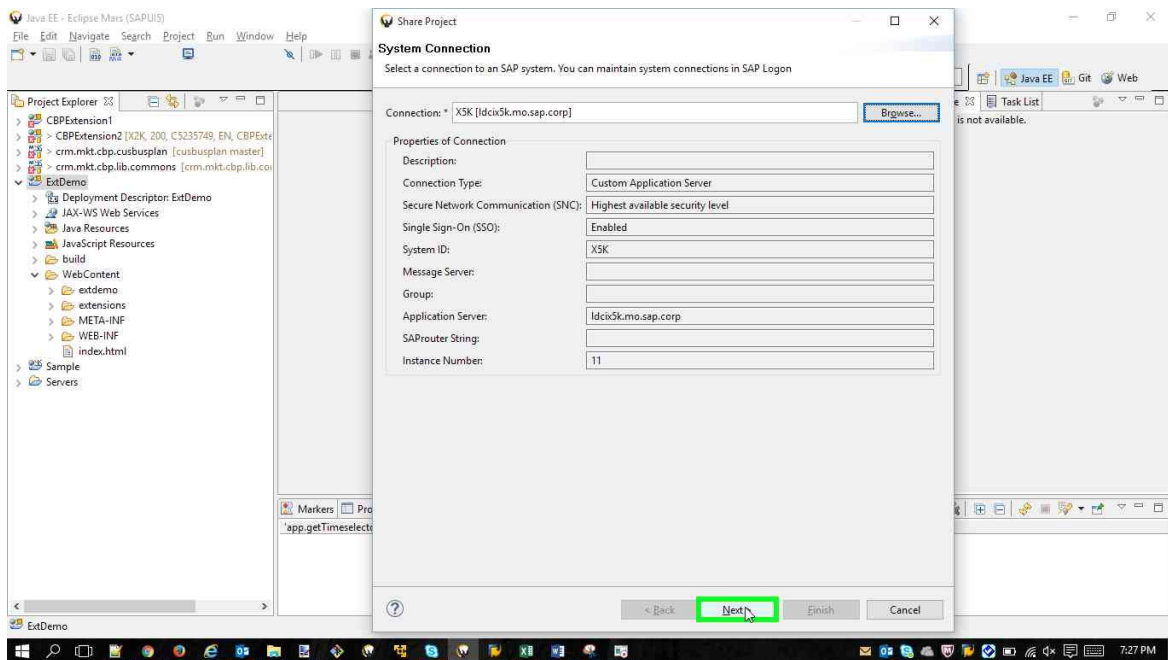 Java EE - Eclipse Mars (SAPUI5)
File Edit Navigate Search Project Run Window Help
Java EE Git Web
Project Explorer
CBPExtension1
> CBPExtension2 [X2K, 200, C5235749, EN, CBPExte
> crm.mkt.cbp.cusbusplan [cusbusplan master]
> crm.mkt.cbp.lib.commons [crm.mkt.cbp.lib.co
ExtDemo
Deployment Descriptor: ExtDemo
JAX-WS Web Services
Java Resources
JavaScript Resources
build
WebContent
extdemo
extensions
META-INF
WEB-INF
index.html
Sample
Servers
Share Project
System Connection
Select a connection to an SAP system. You can maintain system connections in SAP Logon
Connection: * X5K [ldcix5k.mo.sap.corp] Browse...
Properties of Connection
Description:
Connection Type: Custom Application Server
Secure Network Communication (SNC): Highest available security level
Single Sign-On (SSO): Enabled
System ID: X5K
Message Server:
Group:
Application Server: ldcix5k.mo.sap.corp
SAProuter String:
Instance Number: 11
< Back Next > Finish Cancel
Task List
is not available.
Markers Pro
'app.getTimeselecto
ExtDemo
7:27 PM